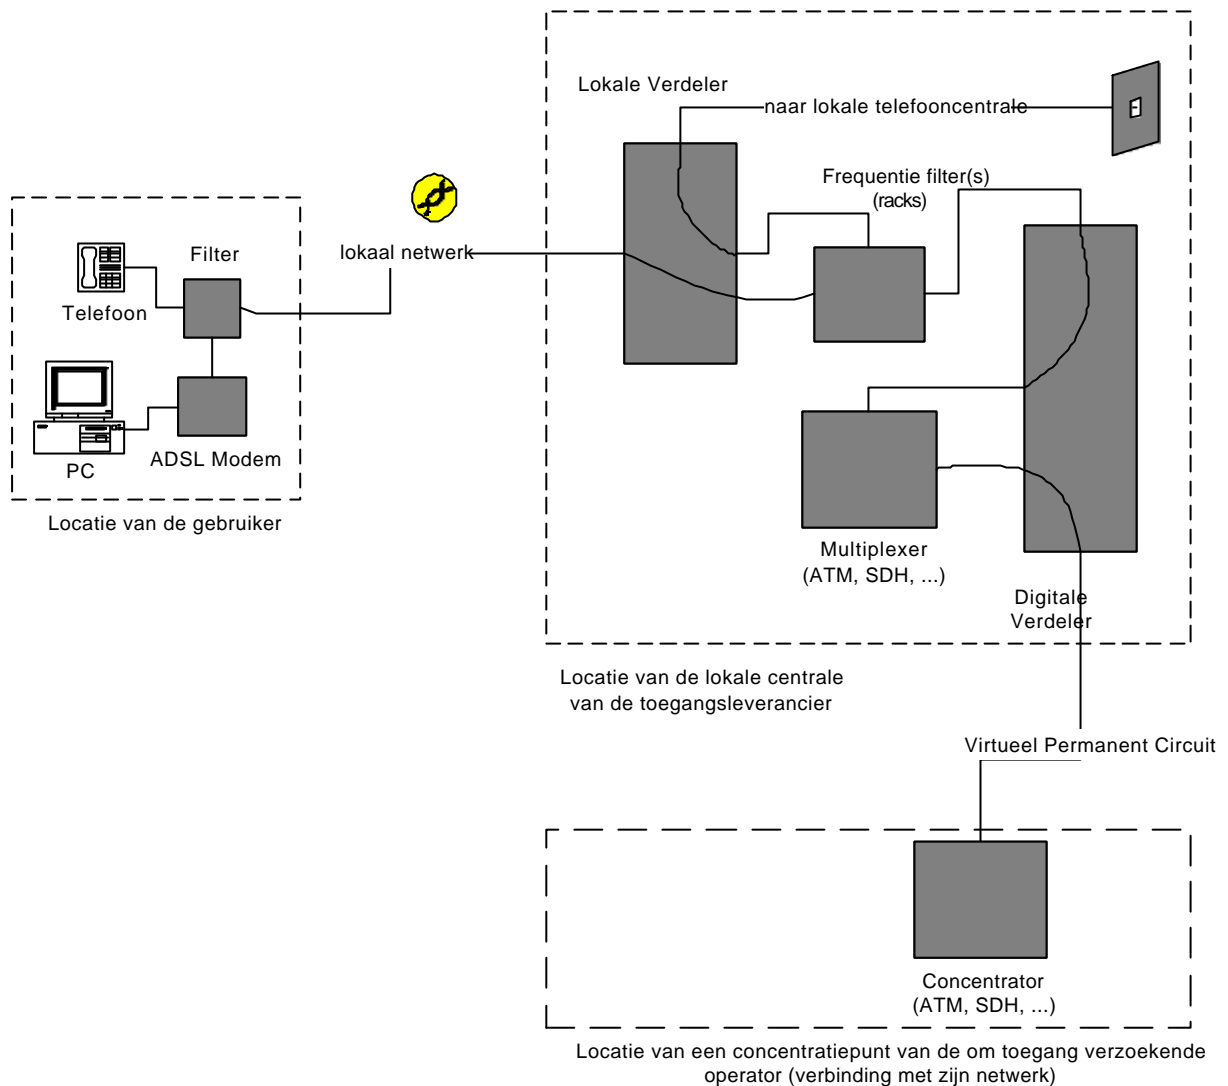 Lokale Verdeler
naar lokale telefooncentrale
Frequentie filter(s)
(racks)
Filter
lokaal netwerk
Telefoon
PC
ADSL Modem
Locatie van de gebruiker
Multiplexer
(ATM, SDH, ...)
Digitale
Verdeler
Locatie van de lokale centrale
van de toegangsleverancier
Virtueel Permanent Circuit
Concentrator
(ATM, SDH, ...)
Locatie van een concentratiepunt van de om toegang verzoekende
operator (verbinding met zijn netwerk)